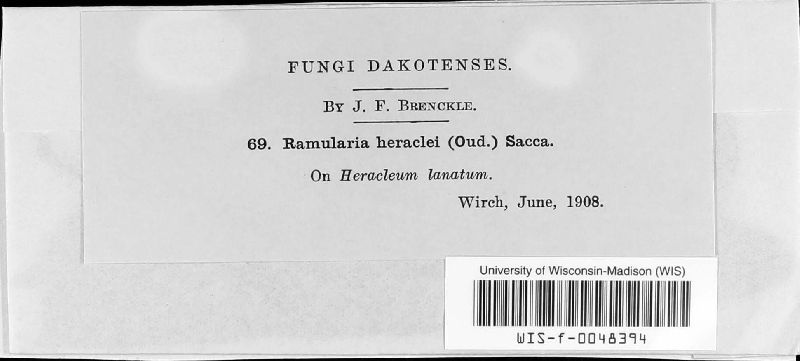 FUNGI DAKOTENSES.
By J. F. Brenckle.
69. Ramularia heraclei (Oud.) Sacca.
On Heracleum lanatum.
Wirch, June, 1908.
University of Wisconsin-Madison (WIS)
WIS-f-0048394